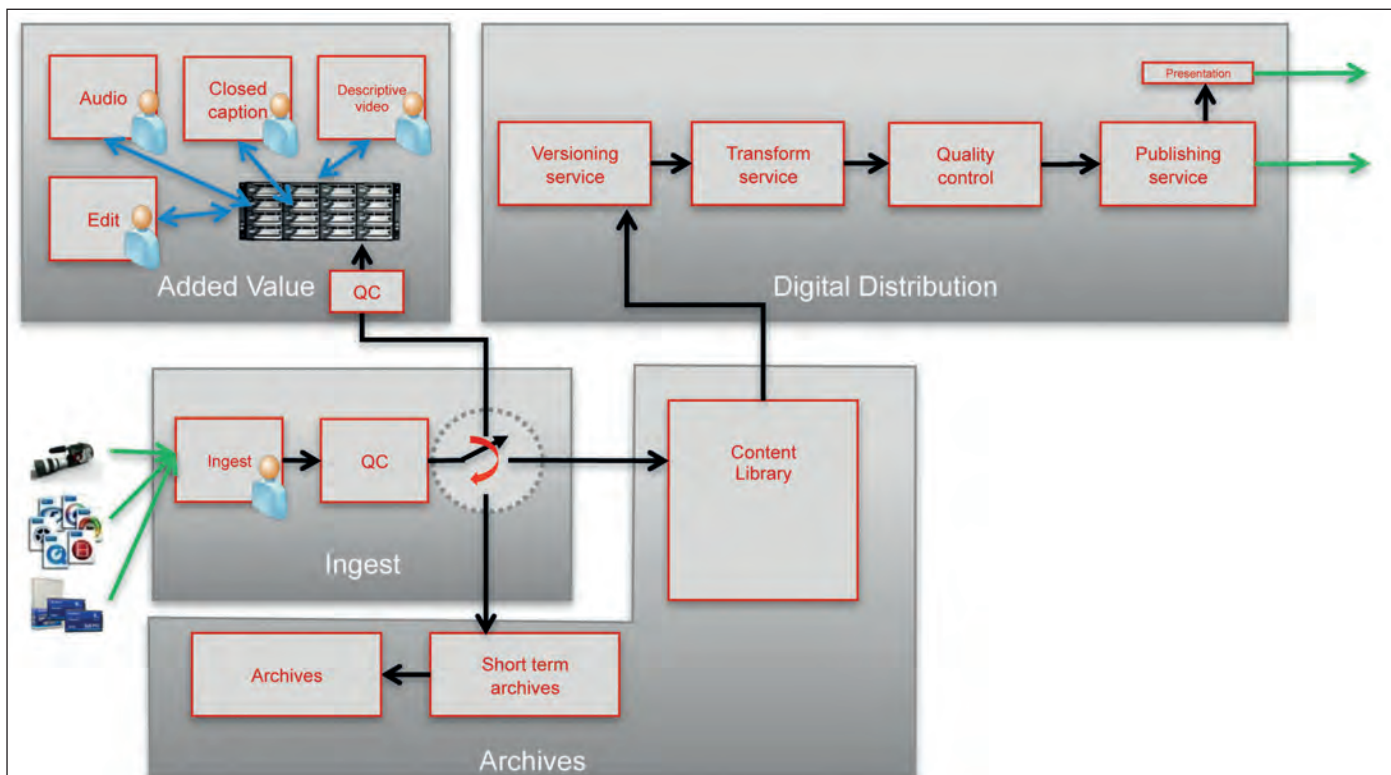 Audio
Closed
caption
Descriptive
video
Edit
QC
Added Value
Presentation
Versioning
service
Transform
service
Quality
control
Publishing
service
Digital Distribution
Ingest
QC
Ingest
Content
Library
Archives
Short term
archives
Archives